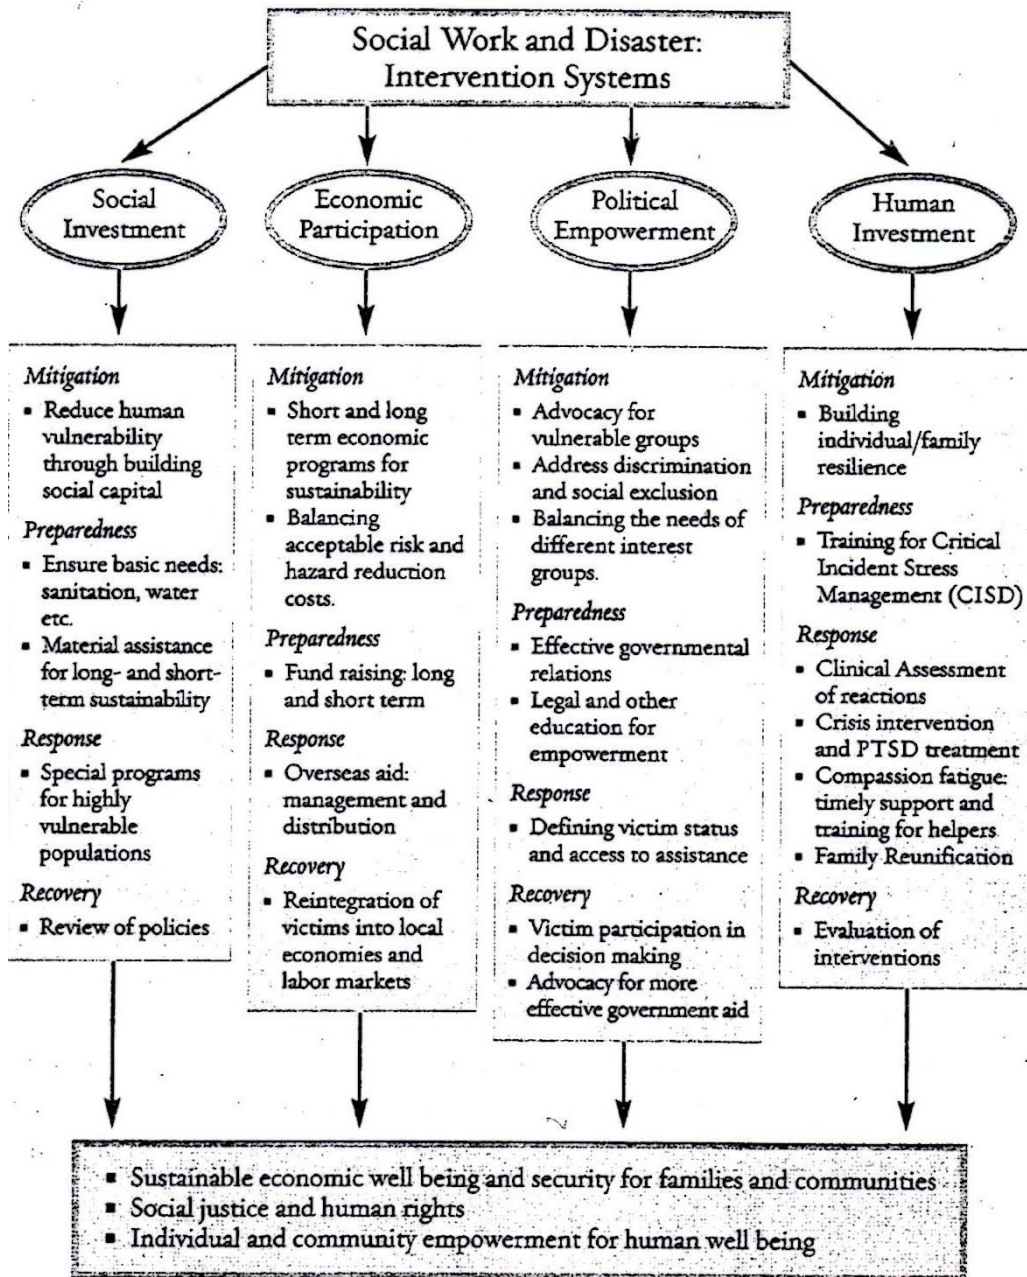 Social Work and Disaster:
Intervention Systems
Social
Investment
Economic
Participation
Political
Empowerment
Human
Investment
Mitigation
▪ Reduce human
vulnerability
through building
social capital
Preparedness
▪ Ensure basic needs:
sanitation, water
etc.
▪ Material assistance
for long- and short-
term sustainability
Response
▪ Special programs
for highly
vulnerable
populations
Recovery
▪ Review of policies
Mitigation
▪ Short and long
term economic
programs for
sustainability
▪ Balancing
acceptable risk and
hazard reduction
costs.
Preparedness
▪ Fund raising: long
and short term
Response
▪ Overseas aid:
management and
distribution
Recovery
▪ Reintegration of
victims into local
economies and
labor markets
Mitigation
▪ Advocacy for
vulnerable groups
▪ Address discrimination
and social exclusion
▪ Balancing the needs of
different interest
groups.
Preparedness
▪ Effective governmental
relations
▪ Legal and other
education for
empowerment
Response
▪ Defining victim status
and access to assistance
Recovery
▪ Victim participation in
decision making
▪ Advocacy for more
effective government aid
Mitigation
▪ Building
individual/family
resilience
Preparedness
▪ Training for Critical
Incident Stress
Management (CISD)
Response
▪ Clinical Assessment
of reactions
▪ Crisis intervention
and PTSD treatment
▪ Compassion fatigue:
timely support and
training for helpers
▪ Family Reunification
Recovery
▪ Evaluation of
interventions
▪ Sustainable economic well being and security for families and communities
▪ Social justice and human rights
▪ Individual and community empowerment for human well being